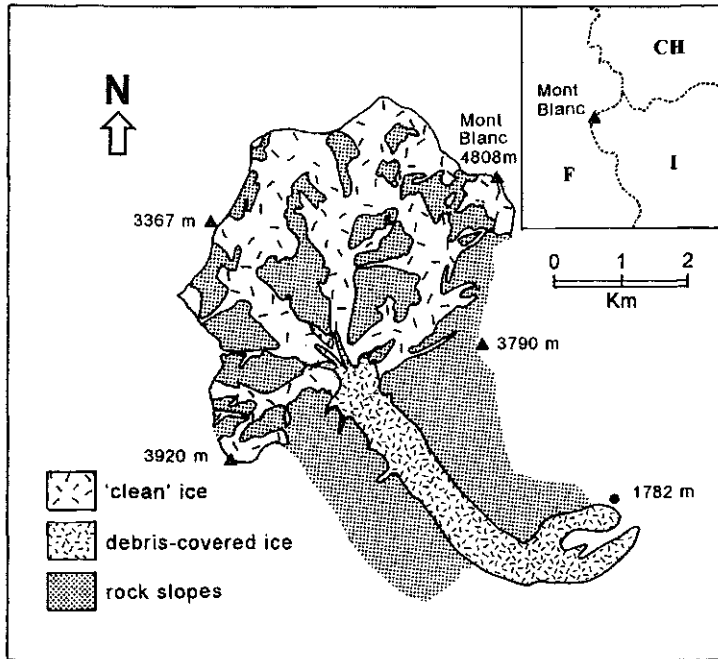 N
Mont
Blanc
4808m
3367 m
3790 m
3920 m
1782 m
CH
Mont
Blanc
F
I
0 1 2
Km
'clean' ice
debris-covered ice
rock slopes